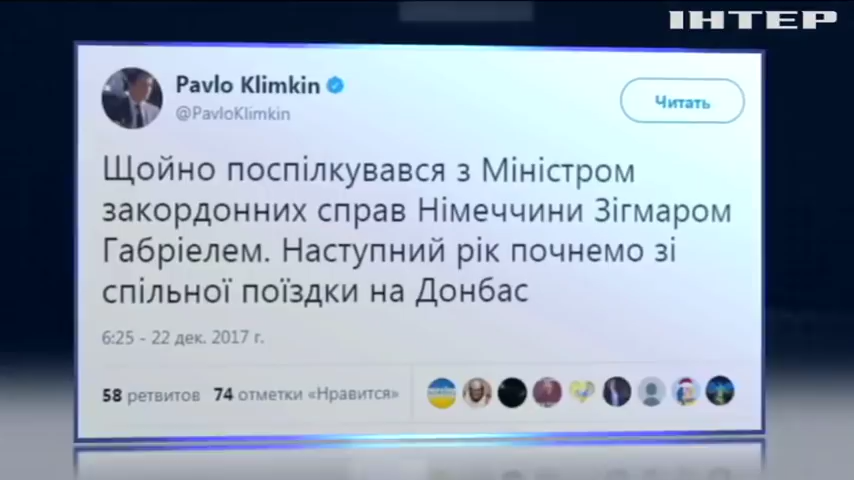 ІНТЕР
Pavlo Klimkin
@PavloKlimkin
Читать
Щойно поспілкувався з Міністром
закордонних справ Німеччини Зігмаром
Габріелем. Наступний рік почнемо зі
спільної поїздки на Донбас
6:25 - 22 дек. 2017 г.
58 ретвитов 74 отметки «Нравится»